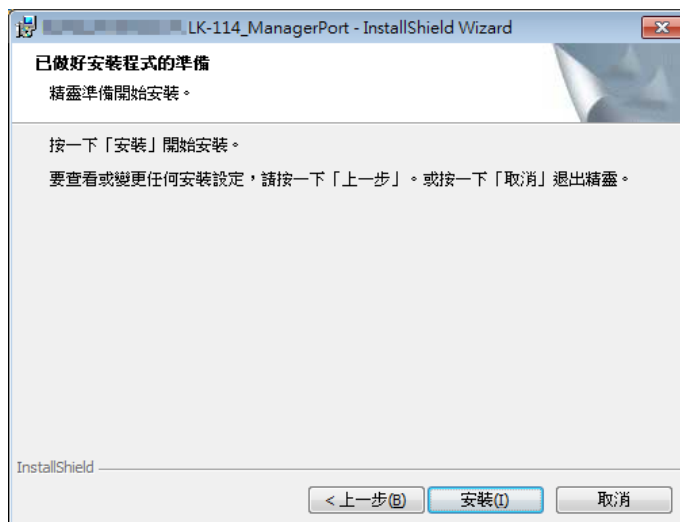 LK-114_ManagerPort - InstallShield Wizard
已做好安裝程式的準備
精靈準備開始安裝。
按一下「安裝」開始安裝。
要查看或變更任何安裝設定，請按一下「上一步」。或按一下「取消」退出精靈。
InstallShield
< 上一步(B)
安裝(I)
取消